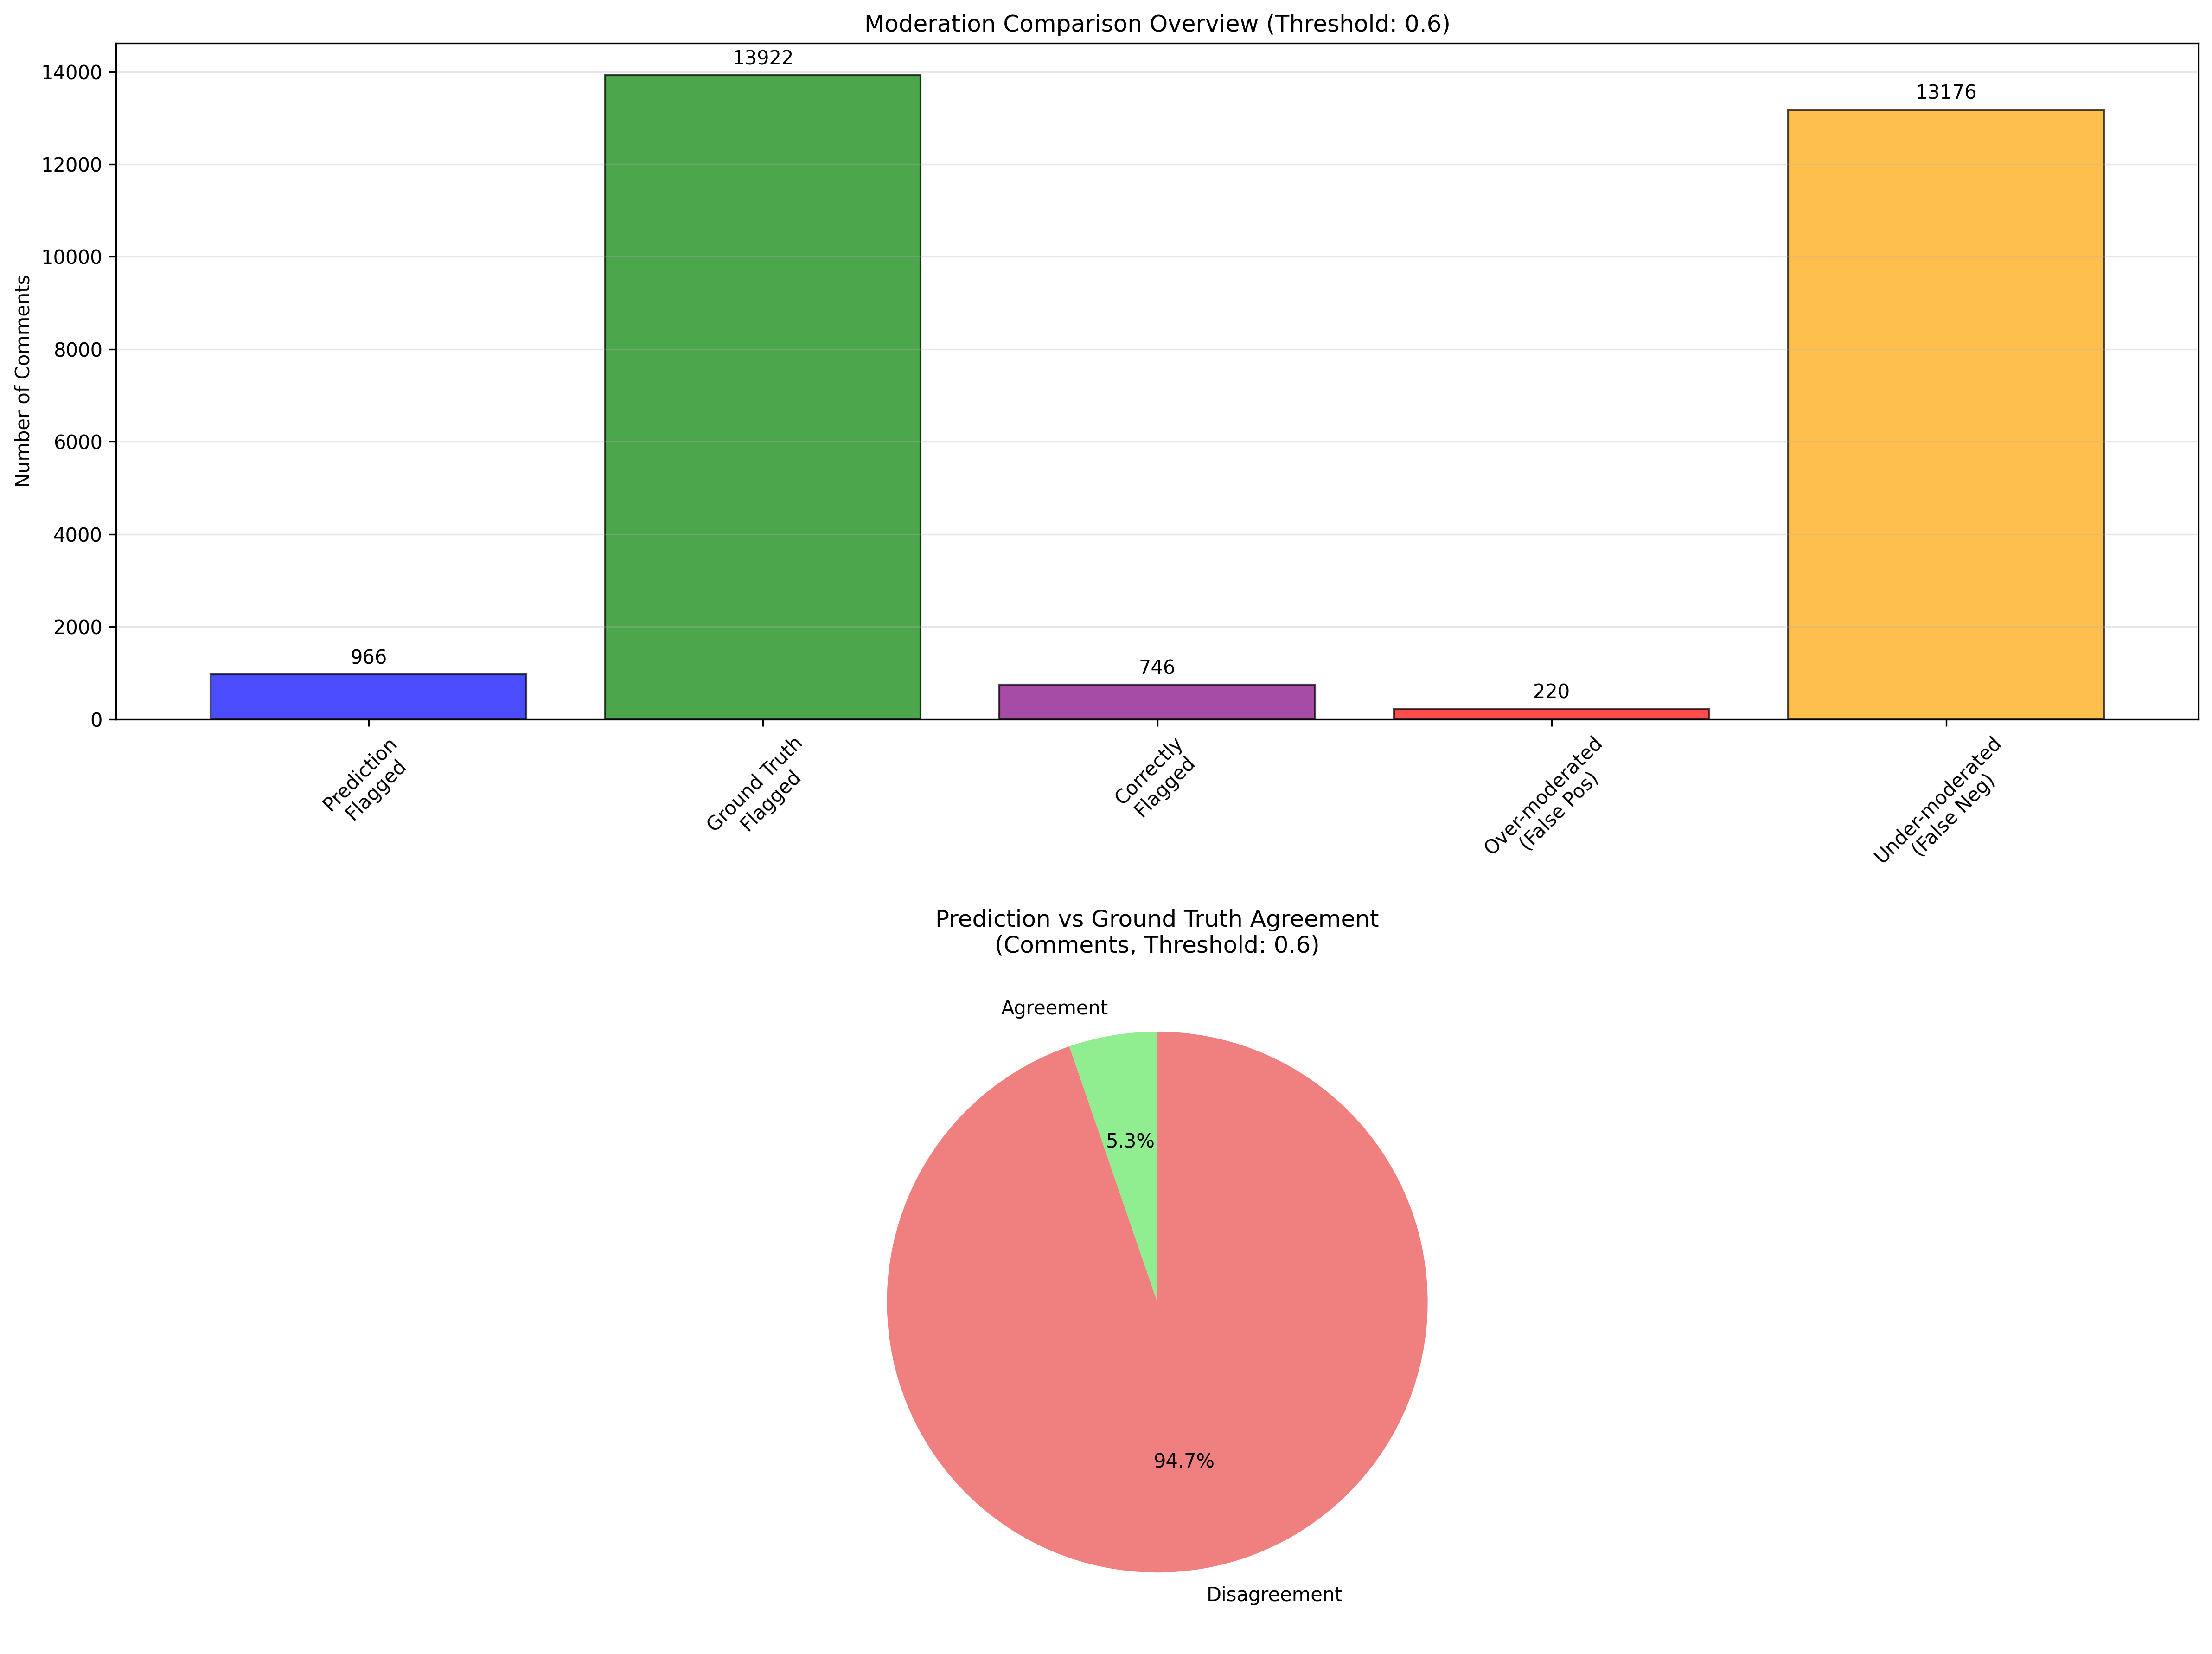 Moderation Comparison Overview (Threshold: 0.6)
Number of Comments
14000
12000
10000
8000
6000
4000
2000
0
966
13922
746
220
13176
Prediction
Flagged
Ground Truth
Flagged
Correctly
Flagged
Over-moderated
(False Pos)
Under-moderated
(False Neg)
Prediction vs Ground Truth Agreement
(Comments, Threshold: 0.6)
Agreement
5.3%
94.7%
Disagreement